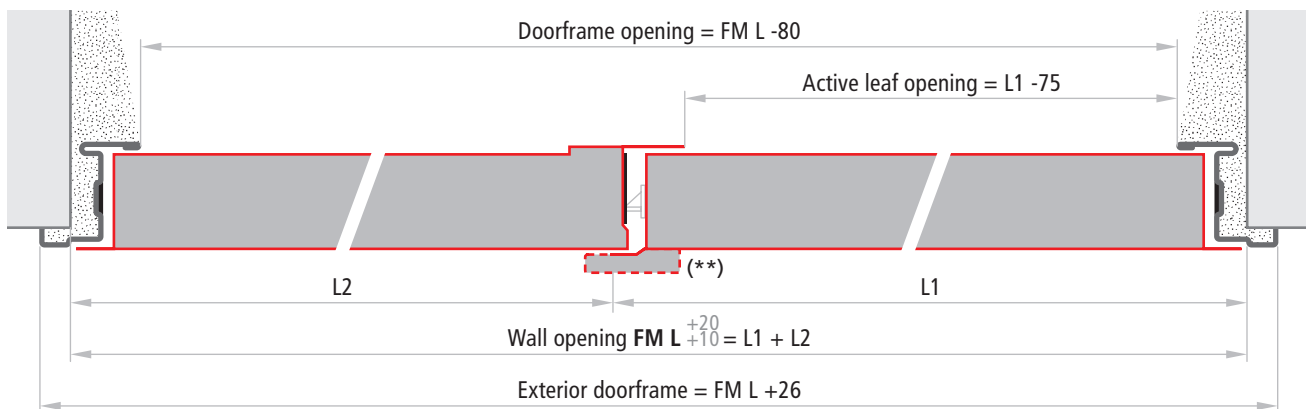 Doorframe opening = FM L -80
Active leaf opening = L1 -75
(**)
L2
L1
Wall opening FM L +20 +10 = L1 + L2
Exterior doorframe = FM L +26